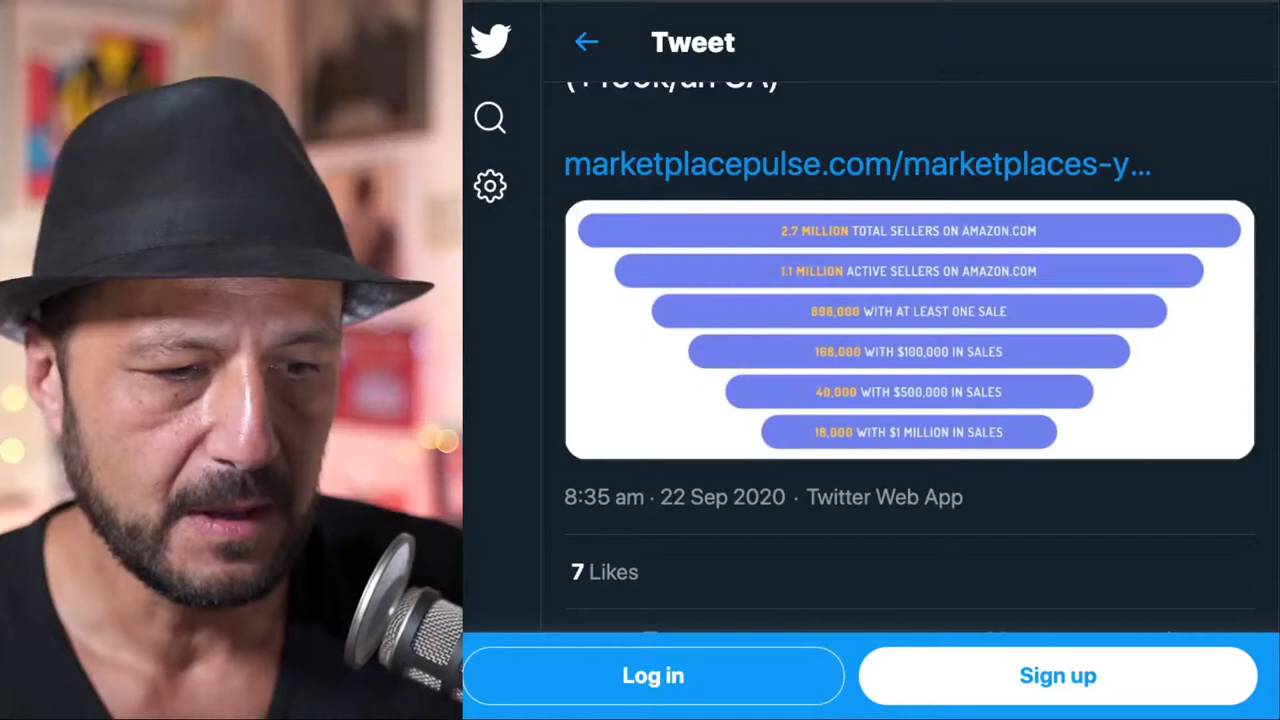 Tweet
marketplacepulse.com/marketplaces-y...
2.7 MILLION TOTAL SELLERS ON AMAZON.COM
1.1 MILLION ACTIVE SELLERS ON AMAZON.COM
896,000 WITH AT LEAST ONE SALE
168,000 WITH $100,000 IN SALES
40,000 WITH $500,000 IN SALES
18,000 WITH $1 MILLION IN SALES
8:35 am · 22 Sep 2020 · Twitter Web App
7 Likes
Log in
Sign up